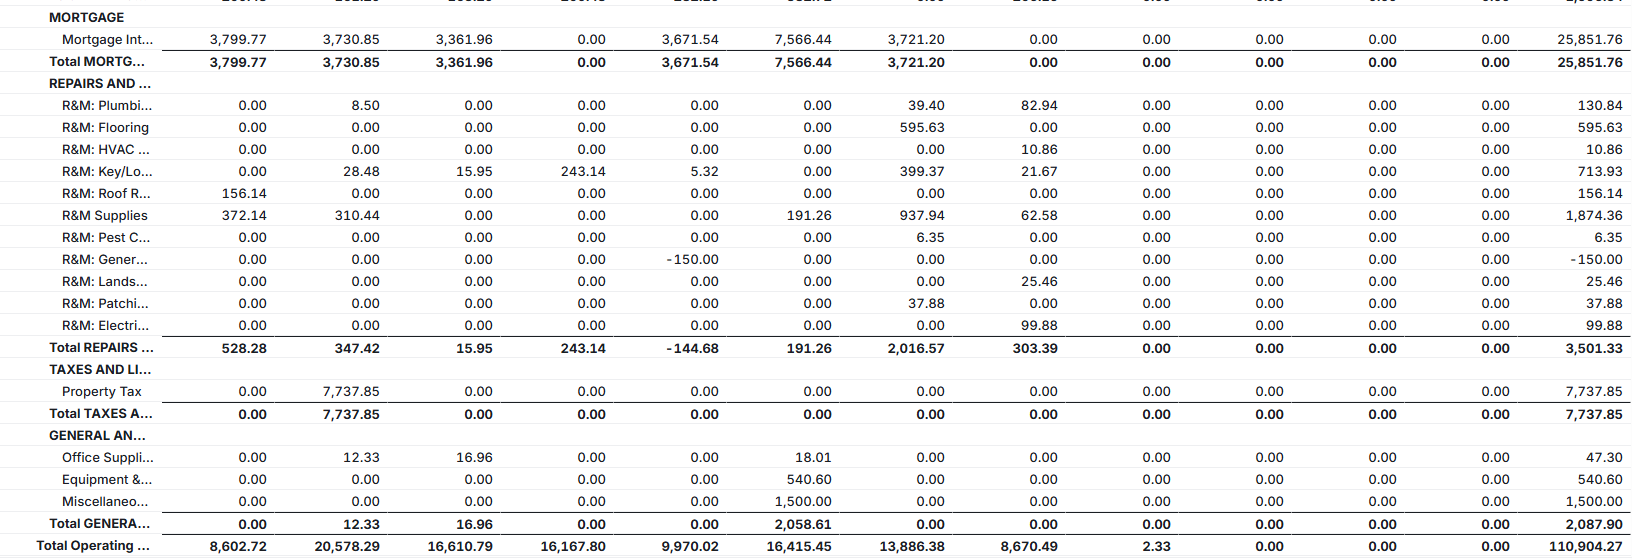 MORTGAGE
Mortgage Int... 3,799.77 3,730.85 3,361.96 0.00 3,671.54 7,566.44 3,721.20 0.00 0.00 0.00 0.00 0.00 25,851.76
Total MORTG... 3,799.77 3,730.85 3,361.96 0.00 3,671.54 7,566.44 3,721.20 0.00 0.00 0.00 0.00 0.00 25,851.76
REPAIRS AND ...
R&M: Plumbi... 0.00 8.50 0.00 0.00 0.00 0.00 39.40 82.94 0.00 0.00 0.00 0.00 130.84
R&M: Flooring 0.00 0.00 0.00 0.00 0.00 0.00 595.63 0.00 0.00 0.00 0.00 0.00 595.63
R&M: HVAC ... 0.00 0.00 0.00 0.00 0.00 0.00 0.00 10.86 0.00 0.00 0.00 0.00 10.86
R&M: Key/Lo... 0.00 28.48 15.95 243.14 5.32 0.00 399.37 21.67 0.00 0.00 0.00 0.00 713.93
R&M: Roof R... 156.14 0.00 0.00 0.00 0.00 0.00 0.00 0.00 0.00 0.00 0.00 0.00 156.14
R&M Supplies 372.14 310.44 0.00 0.00 0.00 191.26 937.94 62.58 0.00 0.00 0.00 0.00 1,874.36
R&M: Pest C... 0.00 0.00 0.00 0.00 0.00 0.00 6.35 0.00 0.00 0.00 0.00 0.00 6.35
R&M: Gener... 0.00 0.00 0.00 0.00 -150.00 0.00 0.00 0.00 0.00 0.00 0.00 0.00 -150.00
R&M: Lands... 0.00 0.00 0.00 0.00 0.00 0.00 0.00 25.46 0.00 0.00 0.00 0.00 25.46
R&M: Patchi... 0.00 0.00 0.00 0.00 0.00 0.00 37.88 0.00 0.00 0.00 0.00 0.00 37.88
R&M: Electri... 0.00 0.00 0.00 0.00 0.00 0.00 0.00 99.88 0.00 0.00 0.00 0.00 99.88
Total REPAIRS ... 528.28 347.42 15.95 243.14 -144.68 191.26 2,016.57 303.39 0.00 0.00 0.00 0.00 3,501.33
TAXES AND LI...
Property Tax 0.00 7,737.85 0.00 0.00 0.00 0.00 0.00 0.00 0.00 0.00 0.00 0.00 7,737.85
Total TAXES A... 0.00 7,737.85 0.00 0.00 0.00 0.00 0.00 0.00 0.00 0.00 0.00 0.00 7,737.85
GENERAL AN...
Office Suppli... 0.00 12.33 16.96 0.00 0.00 18.01 0.00 0.00 0.00 0.00 0.00 0.00 47.30
Equipment &... 0.00 0.00 0.00 0.00 0.00 540.60 0.00 0.00 0.00 0.00 0.00 0.00 540.60
Miscellaneo... 0.00 0.00 0.00 0.00 0.00 1,500.00 0.00 0.00 0.00 0.00 0.00 0.00 1,500.00
Total GENERA... 0.00 12.33 16.96 0.00 0.00 2,058.61 0.00 0.00 0.00 0.00 0.00 0.00 2,087.90
Total Operating ... 8,602.72 20,578.29 16,610.79 16,167.80 9,970.02 16,415.45 13,886.38 8,670.49 2.33 0.00 0.00 0.00 110,904.27